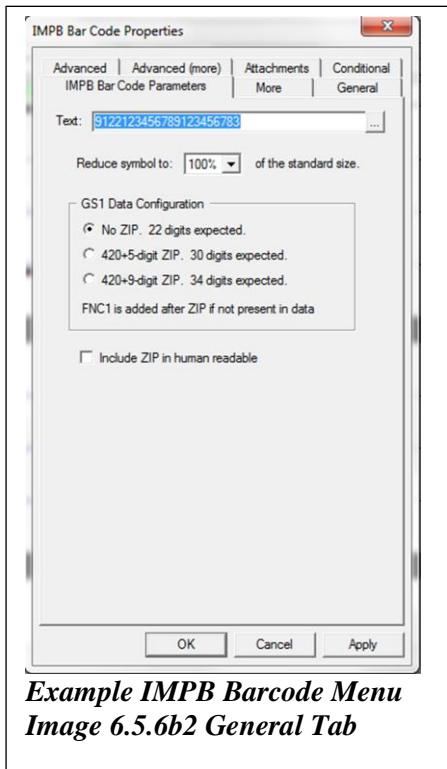 IMPB Bar Code Properties
Advanced Advanced (more) Attachments Conditional
IMPB Bar Code Parameters More General
Text: 9122123456789123456783 ...
Reduce symbol to: 100% of the standard size.
GS1 Data Configuration
No ZIP. 22 digits expected.
420+5-digit ZIP. 30 digits expected.
420+9-digit ZIP. 34 digits expected.
FNC1 is added after ZIP if not present in data
Include ZIP in human readable
OK Cancel Apply
Example IMPB Barcode Menu
Image 6.5.6b2 General Tab